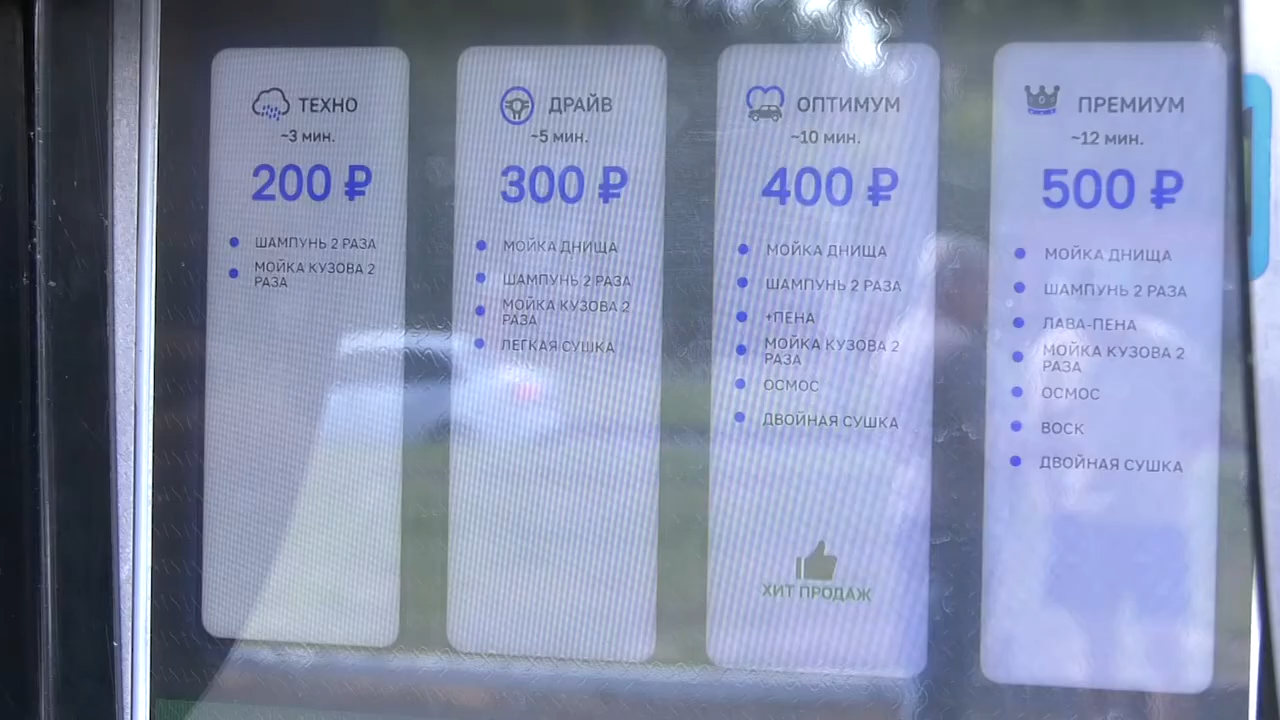 ТЕХНО
~3 мин.
200 ₽
ШАМПУНЬ 2 РАЗА
МОЙКА КУЗОВА 2
РАЗА
ДРАЙВ
~5 мин.
300 ₽
МОЙКА ДНИЩА
ШАМПУНЬ 2 РАЗА
МОЙКА КУЗОВА 2
РАЗА
ЛЕГКАЯ СУШКА
ОПТИМУМ
~10 мин.
400 ₽
МОЙКА ДНИЩА
ШАМПУНЬ 2 РАЗА
+ПЕНА
МОЙКА КУЗОВА 2
РАЗА
ОСМОС
ДВОЙНАЯ СУШКА
ХИТ ПРОДАЖ
ПРЕМИУМ
~12 мин.
500 ₽
МОЙКА ДНИЩА
ШАМПУНЬ 2 РАЗА
ЛАВА-ПЕНА
МОЙКА КУЗОВА 2
РАЗА
ОСМОС
ВОСК
ДВОЙНАЯ СУШКА